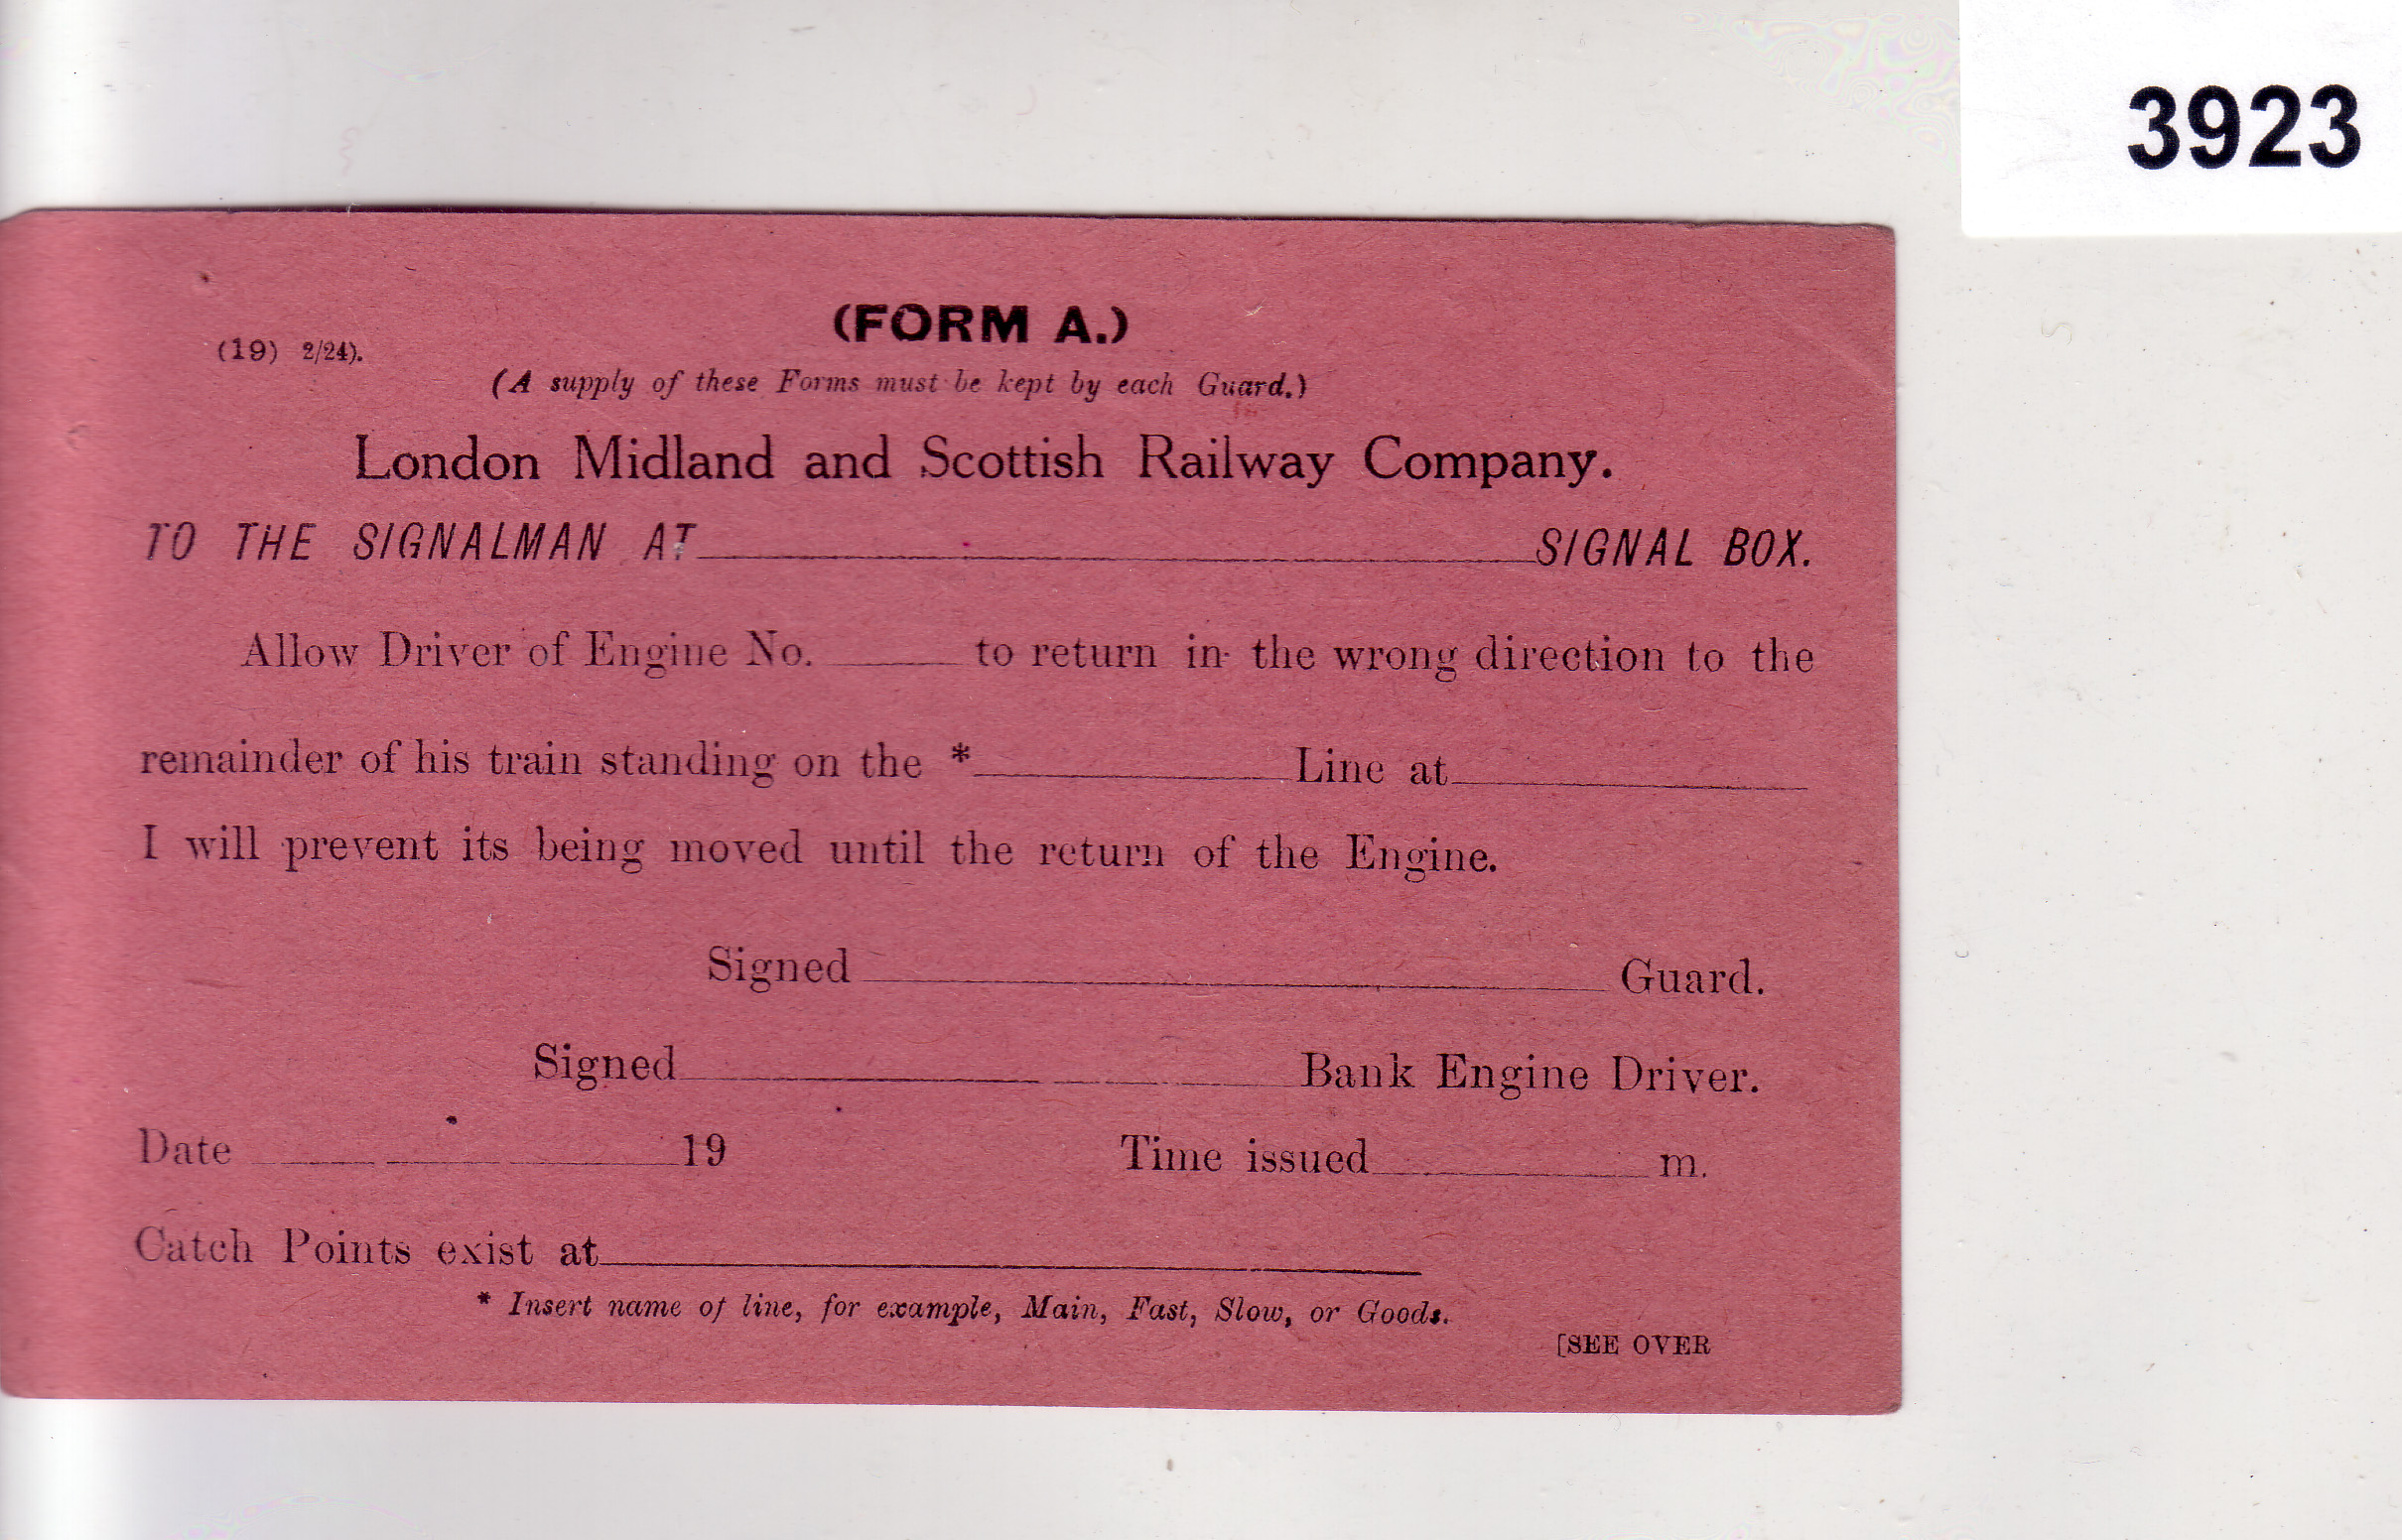 3923
(FORM A.)
(19) 2/24).
(A supply of these Forms must be kept by each Guard.)
London Midland and Scottish Railway Company.
TO THE SIGNALMAN AT SIGNAL BOX.
Allow Driver of Engine No. to return in the wrong direction to the
remainder of his train standing on the * Line at
I will prevent its being moved until the return of the Engine.
Signed Guard.
Signed Bank Engine Driver.
Date 19 Time issued m.
Catch Points exist at
* Insert name of line, for example, Main, Fast, Slow, or Goods.
[SEE OVER